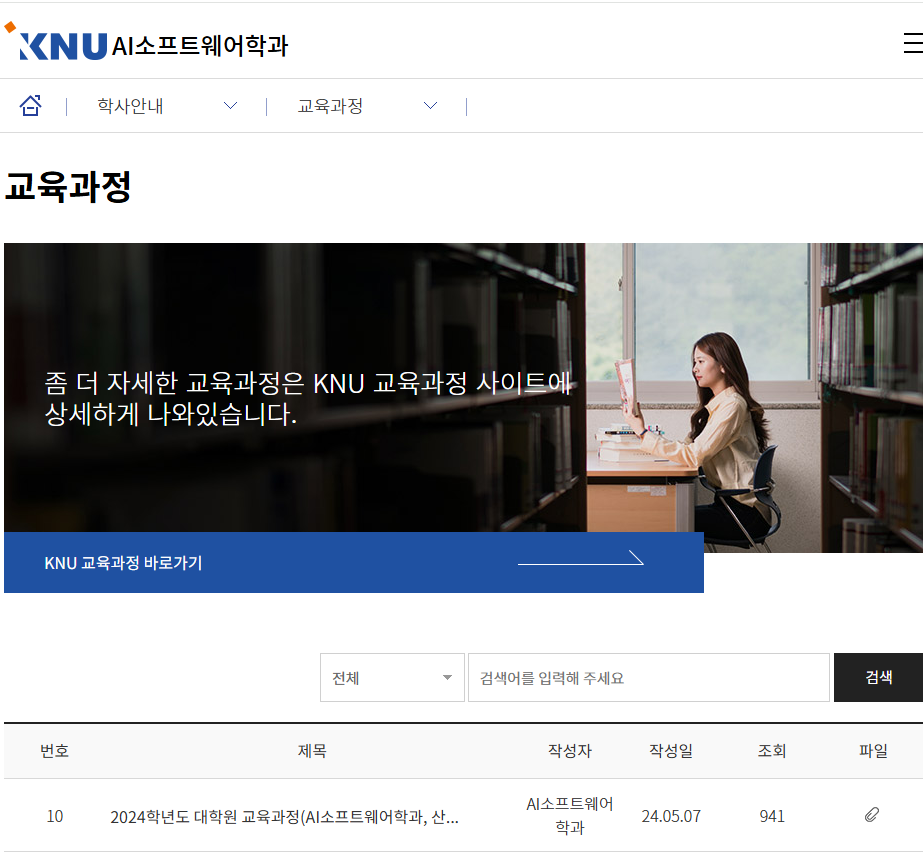 KNU AI소프트웨어학과
학사안내 교육과정
교육과정
좀 더 자세한 교육과정은 KNU 교육과정 사이트에
상세하게 나와있습니다.
KNU 교육과정 바로가기
전체 검색어를 입력해 주세요 검색
번호 제목 작성자 작성일 조회 파일
10 2024학년도 대학원 교육과정(AI소프트웨어학과, 산... AI소프트웨어 24.05.07 941
학과